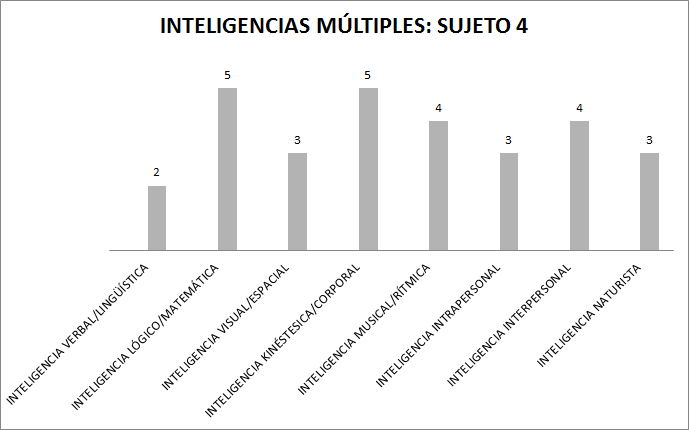 INTELIGENCIAS MÚLTIPLES: SUJETO 4
2
5
3
5
4
3
4
3
INTELIGENCIA VERBAL/LINGÜÍSTICA
INTELIGENCIA LÓGICO/MATEMÁTICA
INTELIGENCIA VISUAL/ESPACIAL
INTELIGENCIA KINÉSTESICA/CORPORAL
INTELIGENCIA MUSICAL/RÍTMICA
INTELIGENCIA INTRAPERSONAL
INTELIGENCIA INTERPERSONAL
INTELIGENCIA NATURISTA